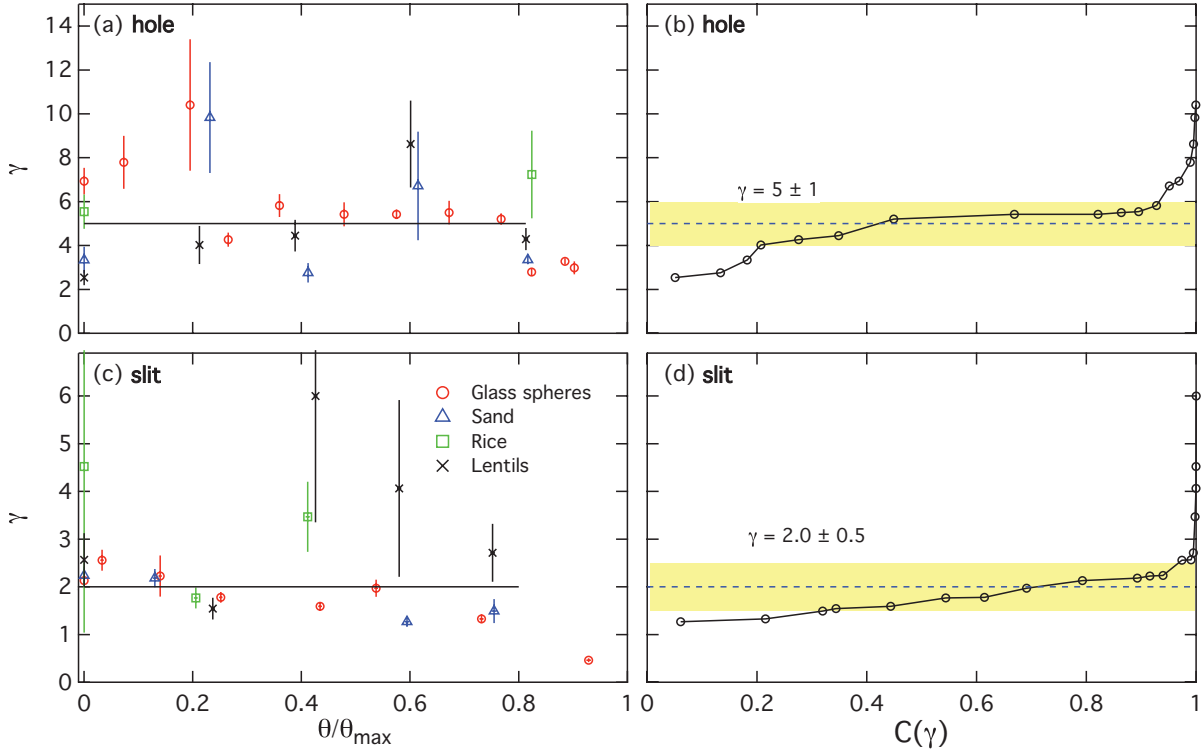 (a) hole
(b) hole
14
12
10
8
6
4
2
0
γ
γ = 5 ± 1
(c) slit
(d) slit
6
5
4
3
2
1
0
γ
Glass spheres
Sand
Rice
Lentils
γ = 2.0 ± 0.5
0
0.2
0.4
0.6
0.8
1
θ/θmax
0
0.2
0.4
0.6
0.8
1
C(γ)